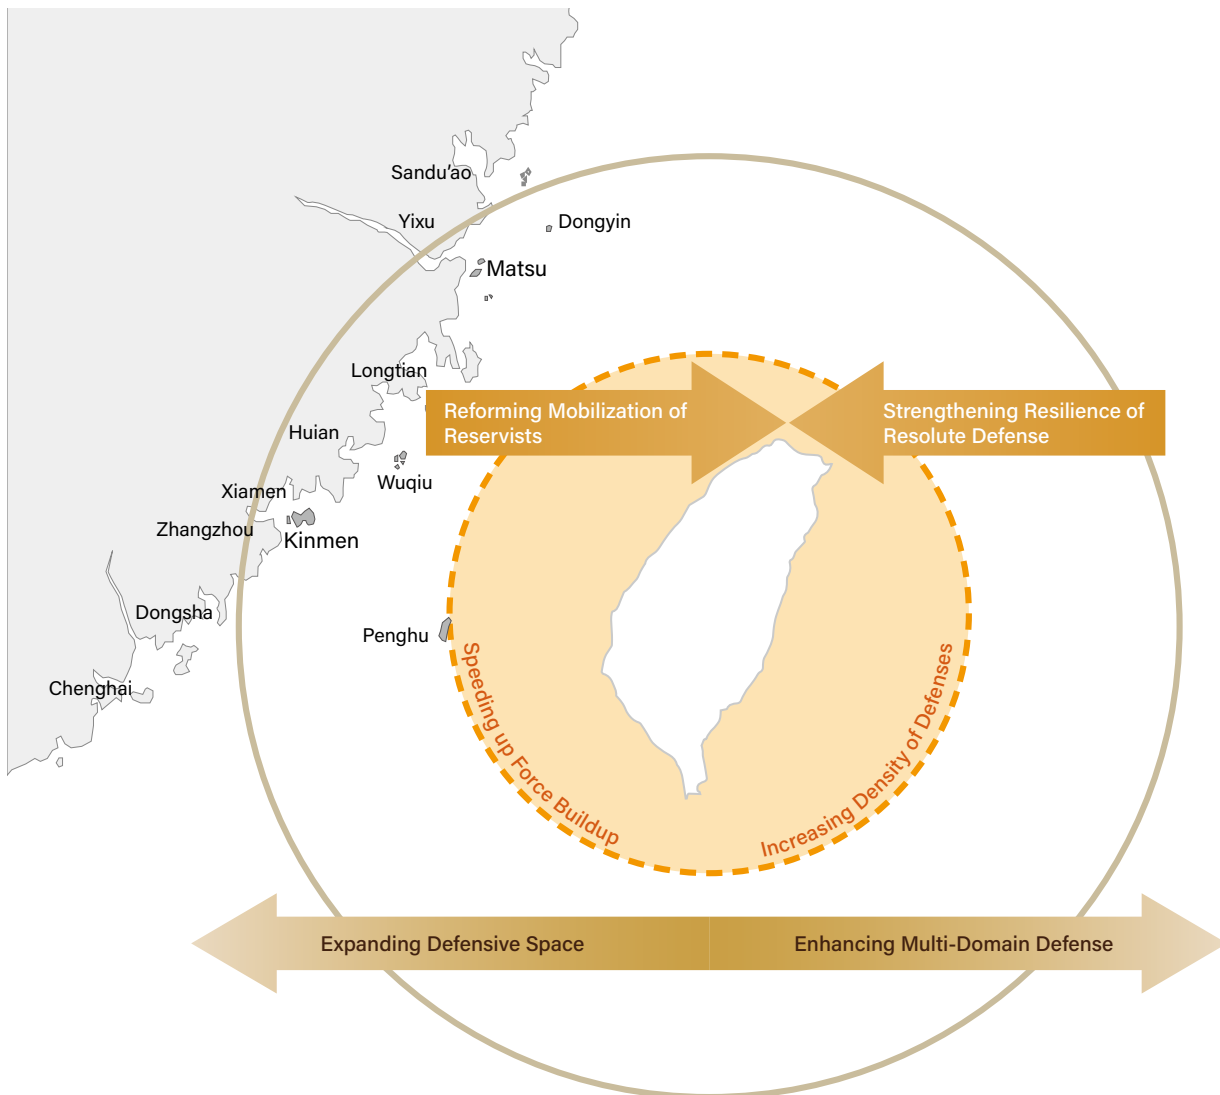 Sandu'ao
Yixu
Dongyin
Matsu
Longtian
Reforming Mobilization of
Reservists
Strengthening Resilience of
Resolute Defense
Huian
Wuqiu
Xiamen
Zhangzhou
Kinmen
Dongsha
Penghu
Chenghai
Speeding up Force Buildup
Increasing Density of Defenses
Expanding Defensive Space
Enhancing Multi-Domain Defense